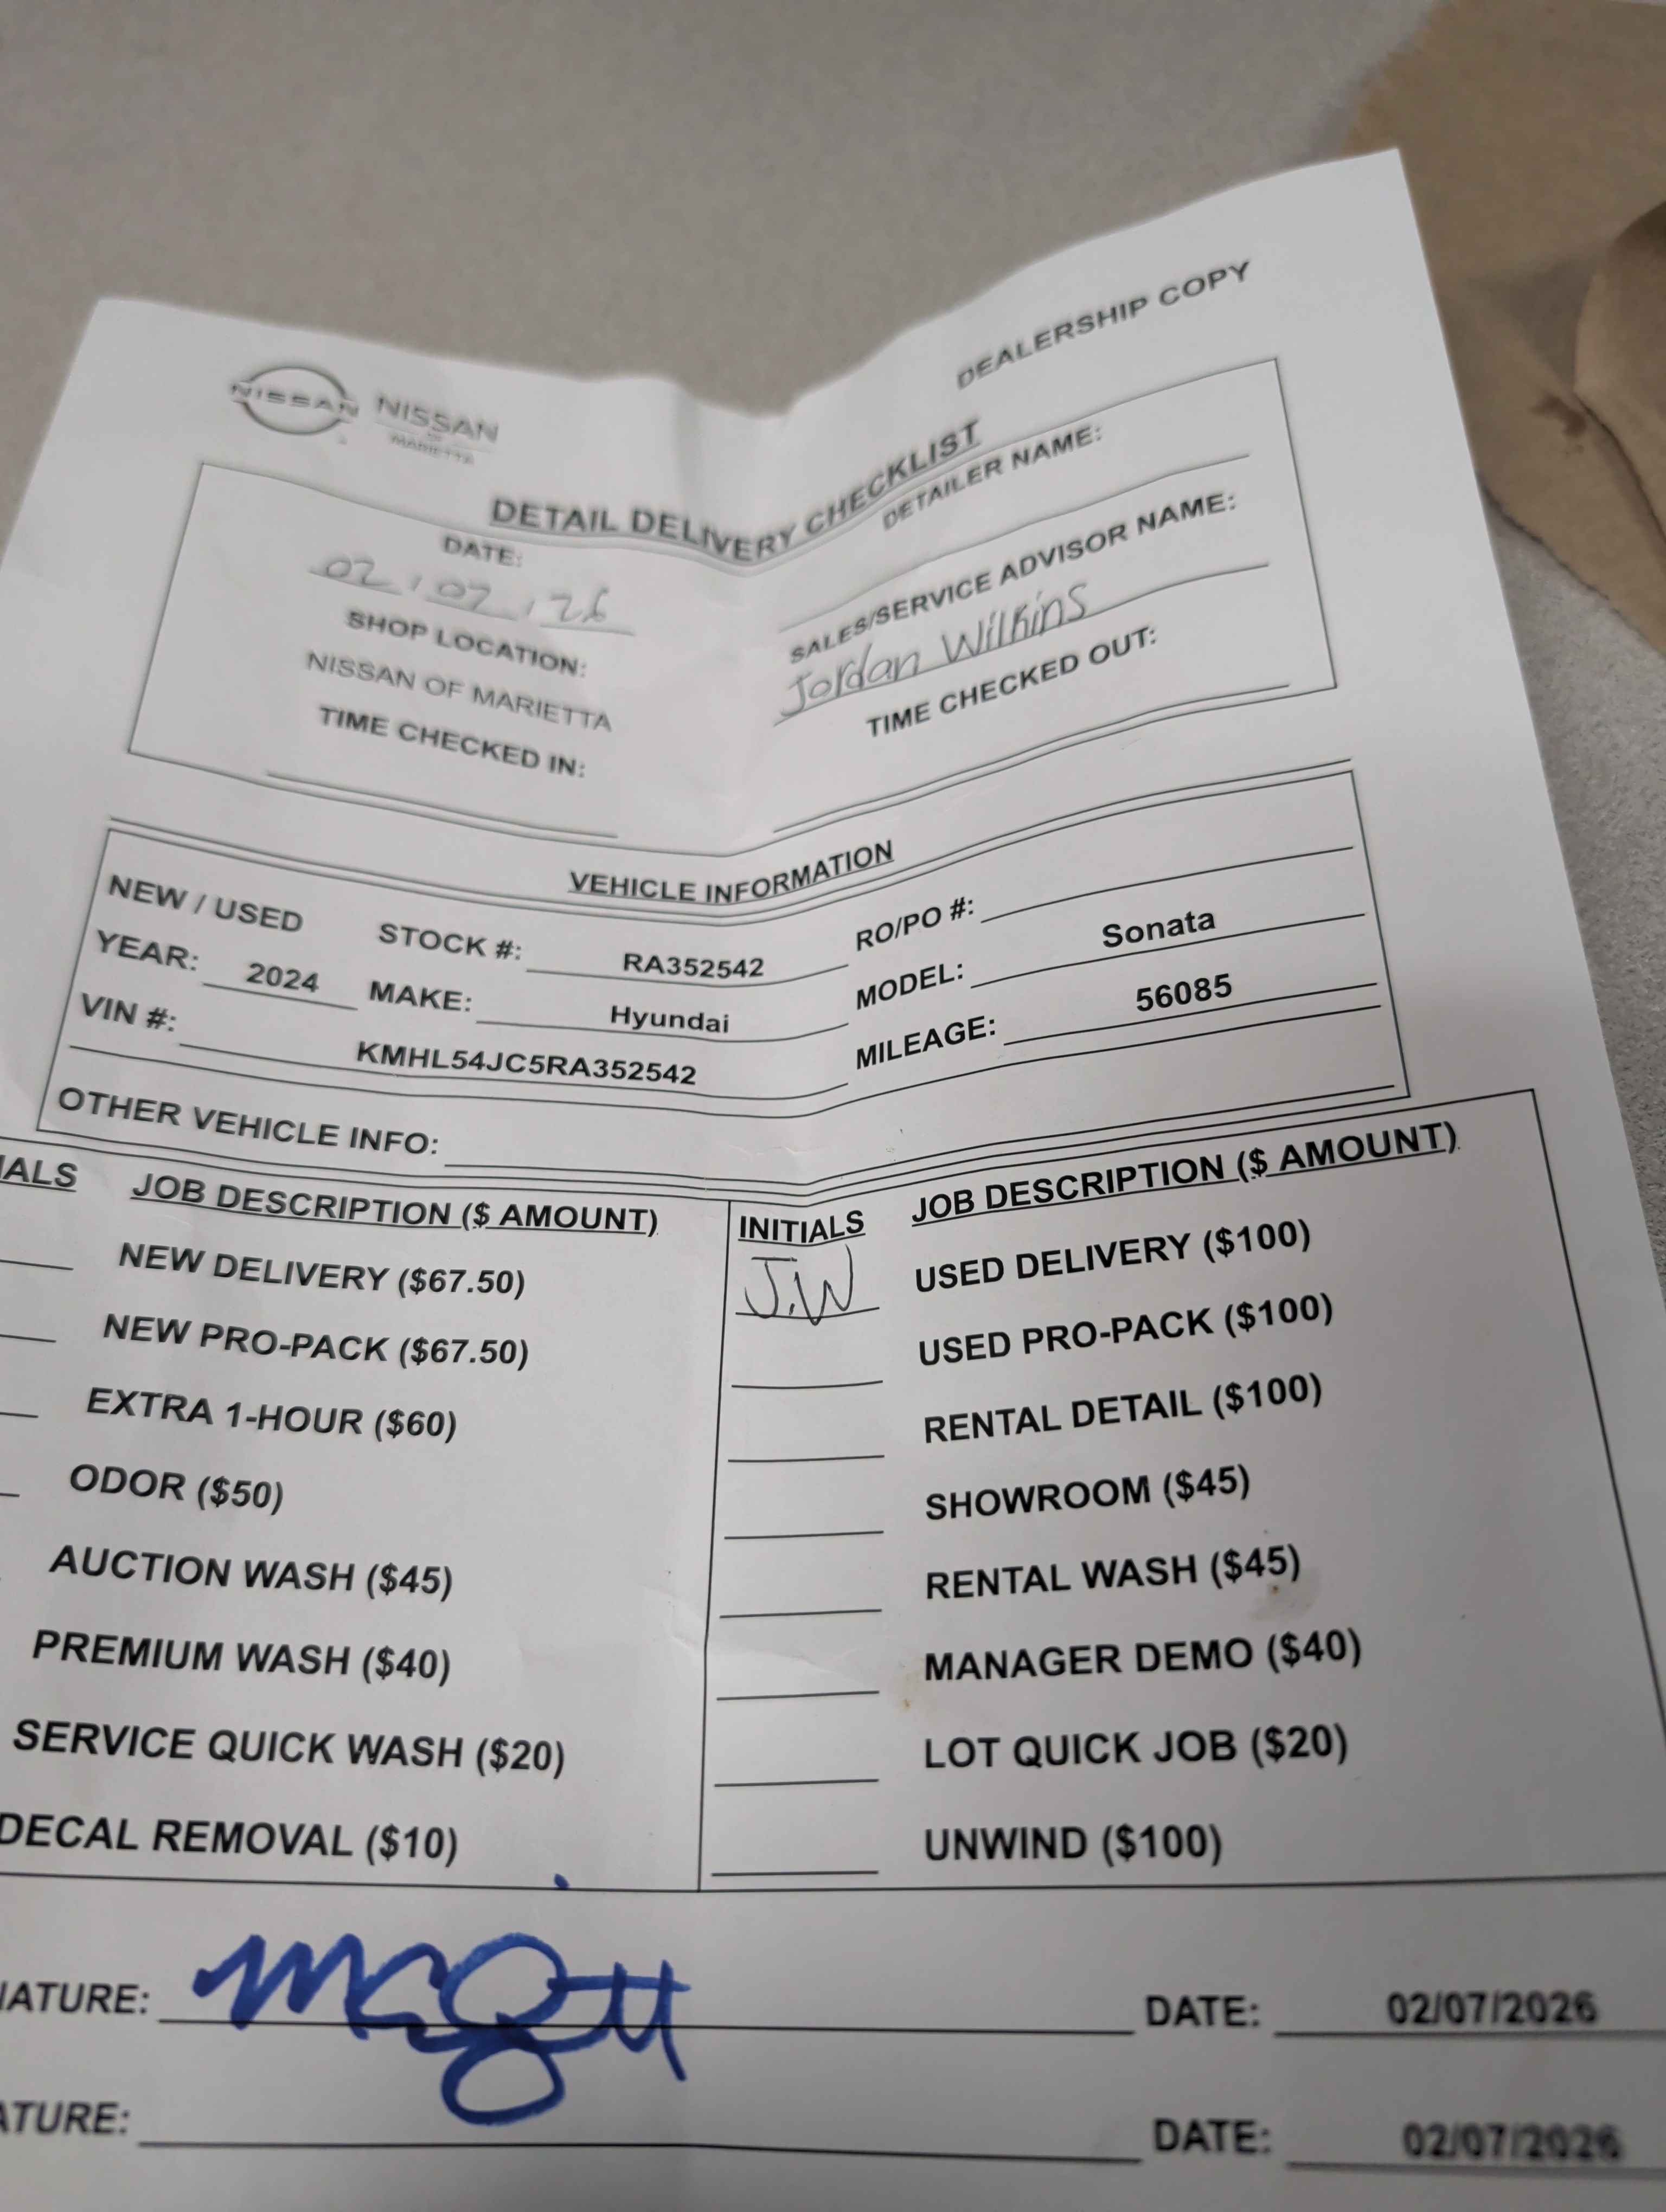 DEALERSHIP COPY
NISSAN NISSAN
OF
MARIETTA
DETAIL DELIVERY CHECKLIST
DATE:
02 / 07 / 26
SHOP LOCATION:
NISSAN OF MARIETTA
TIME CHECKED IN:
DETAILER NAME:
SALES/SERVICE ADVISOR NAME:
Jordan Wilkins
TIME CHECKED OUT:
VEHICLE INFORMATION
NEW / USED STOCK #: RA352542 RO/PO #:
YEAR: 2024 MAKE: Hyundai MODEL: Sonata
VIN #: KMHL54JC5RA352542 MILEAGE: 56085
OTHER VEHICLE INFO:
IALS JOB DESCRIPTION ($ AMOUNT) INITIALS JOB DESCRIPTION ($ AMOUNT)
NEW DELIVERY ($67.50) J.W USED DELIVERY ($100)
NEW PRO-PACK ($67.50) USED PRO-PACK ($100)
EXTRA 1-HOUR ($60) RENTAL DETAIL ($100)
ODOR ($50) SHOWROOM ($45)
AUCTION WASH ($45) RENTAL WASH ($45)
PREMIUM WASH ($40) MANAGER DEMO ($40)
SERVICE QUICK WASH ($20) LOT QUICK JOB ($20)
DECAL REMOVAL ($10) UNWIND ($100)
NATURE: DATE: 02/07/2026
ATURE: DATE: 02/07/2026